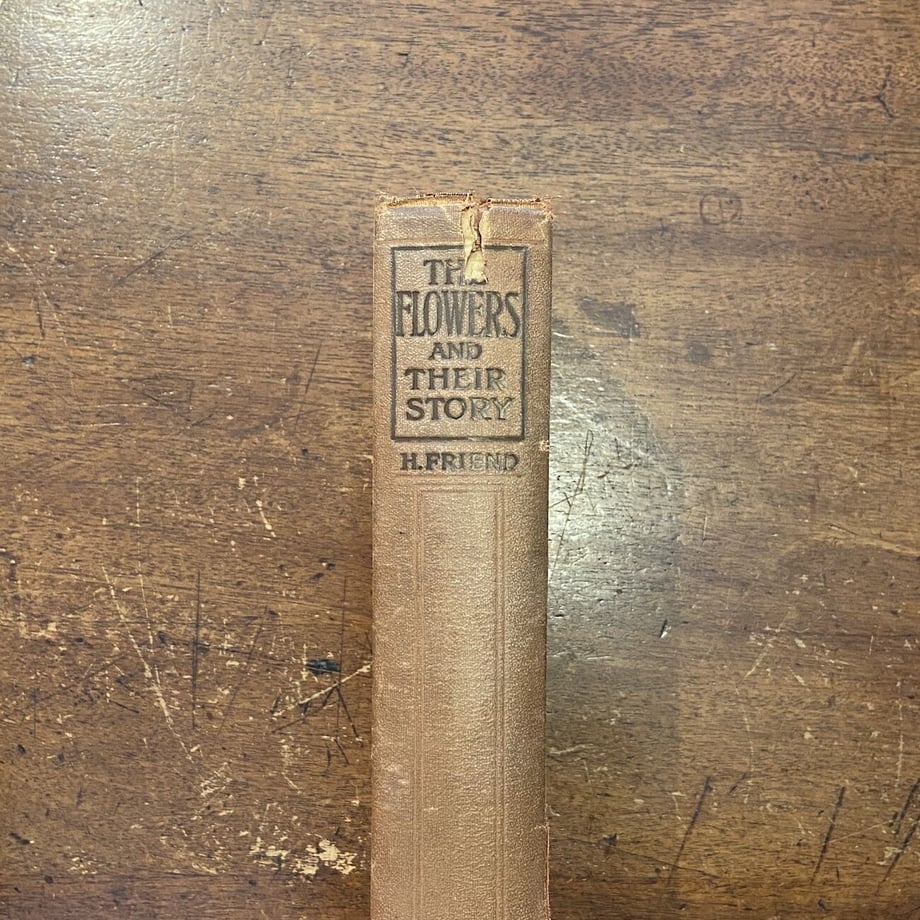 THE
FLOWERS
AND
THEIR
STORY
H. FRIEND